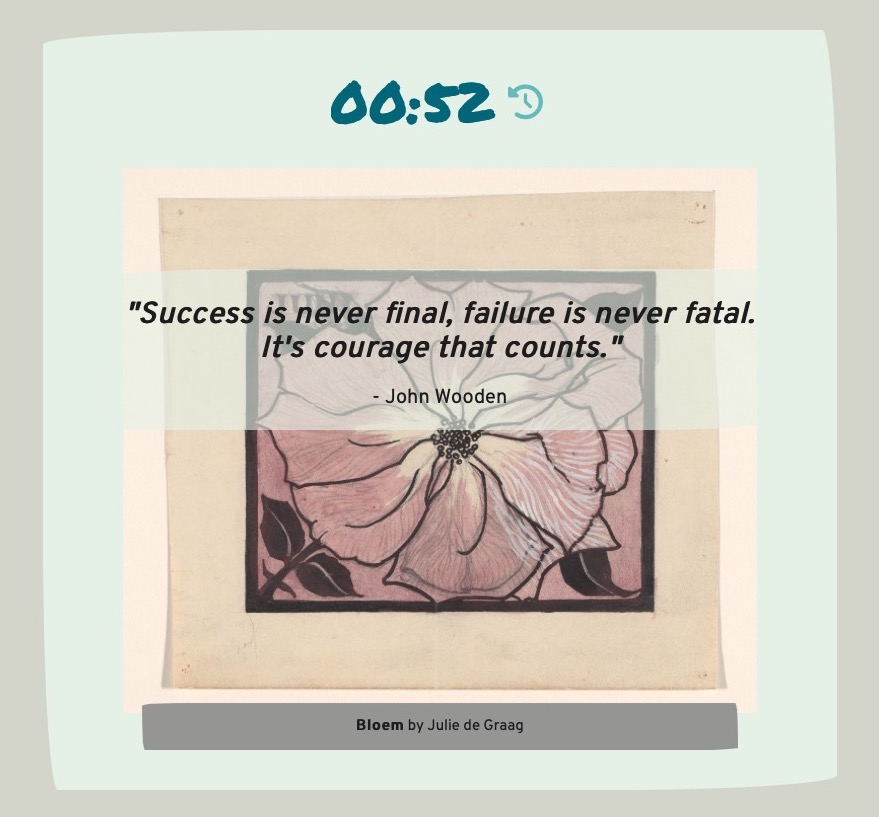 00:52
"Success is never final, failure is never fatal.
It's courage that counts."
- John Wooden
Bloem by Julie de Graag